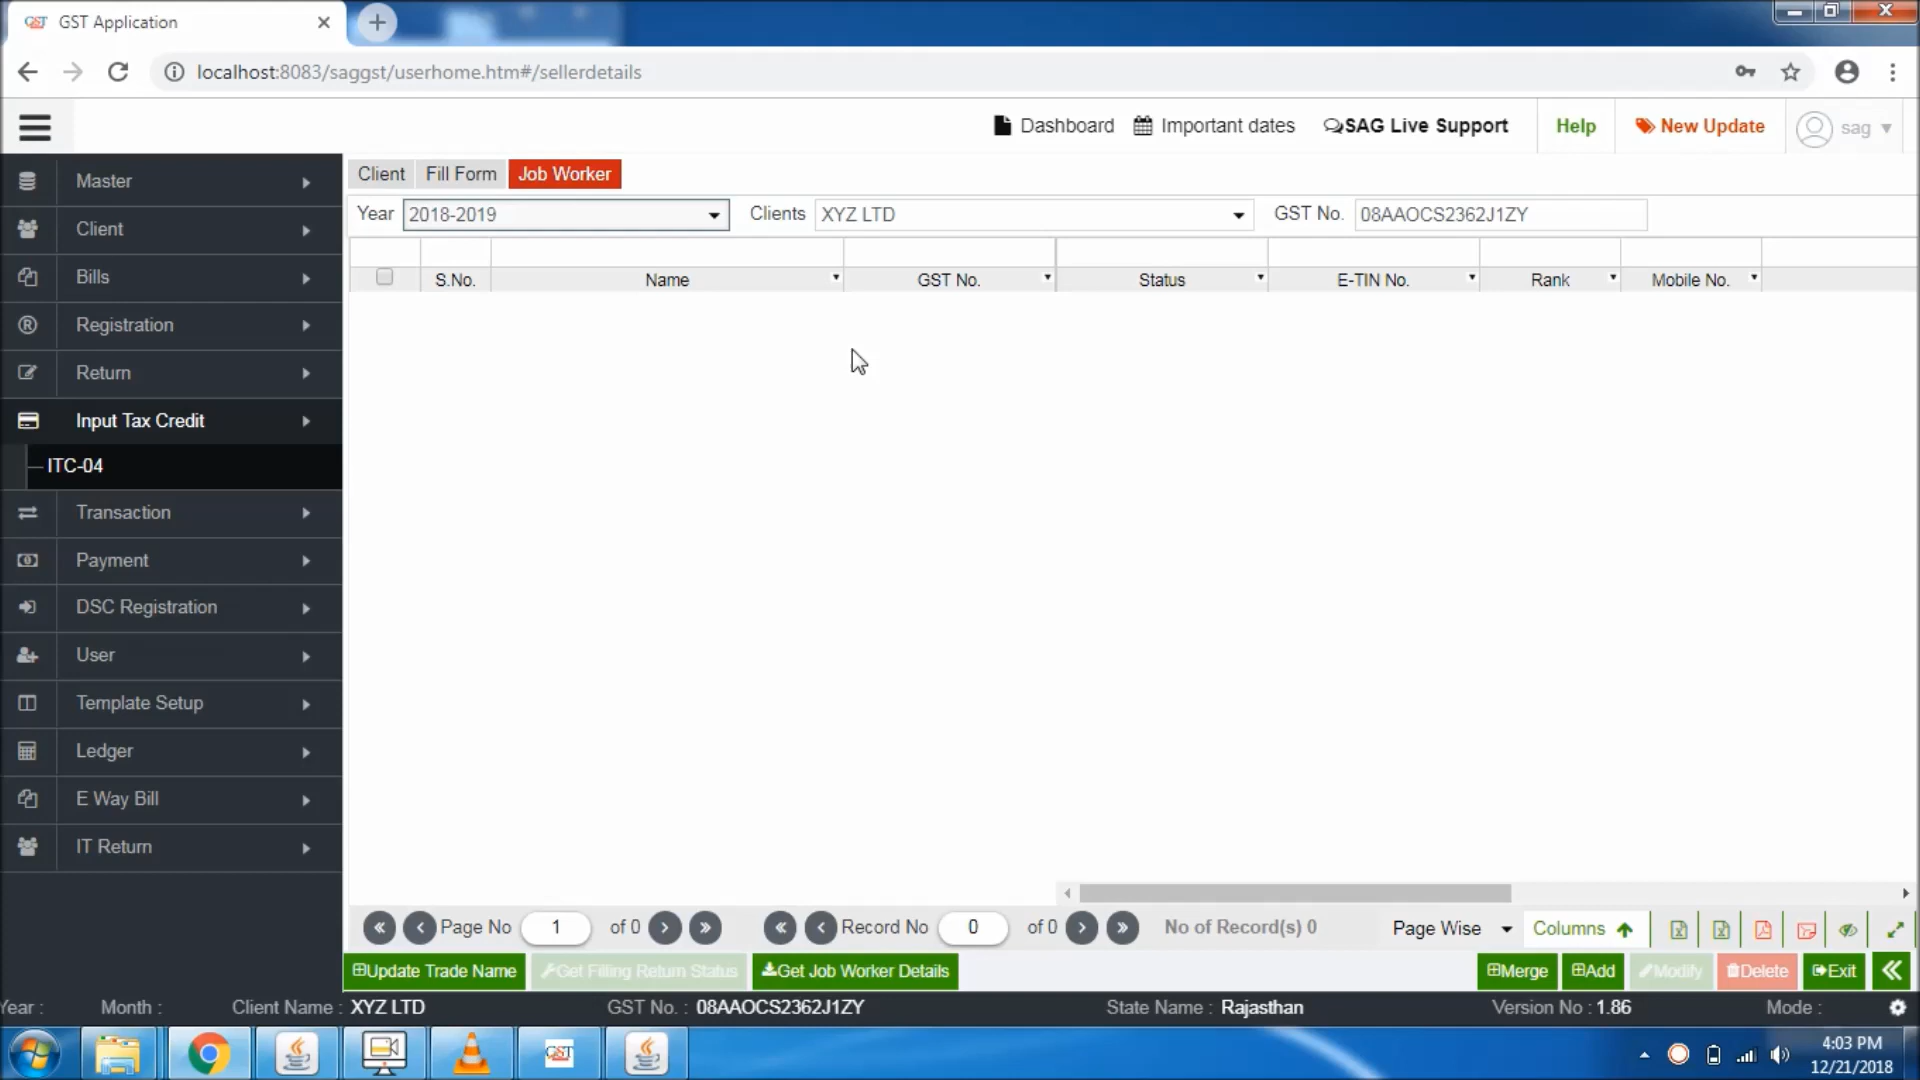 GST GST Application
localhost:8083/saggst/userhome.htm#/sellerdetails
Dashboard Important dates SAG Live Support Help New Update sag
Master
Client
Bills
Registration
Return
Input Tax Credit
ITC-04
Transaction
Payment
DSC Registration
User
Template Setup
Ledger
E Way Bill
IT Return
Client Fill Form Job Worker
Year 2018-2019 Clients XYZ LTD GST No. 08AAOCS2362J1ZY
S.No. Name GST No. Status E-TIN No. Rank Mobile No.
Page No 1 of 0 Record No 0 of 0 No of Record(s) 0 Page Wise Columns
Update Trade Name Get Filling Return Status Get Job Worker Details Merge Add Modify Delete Exit
Year : Month : Client Name : XYZ LTD GST No. : 08AAOCS2362J1ZY State Name : Rajasthan Version No : 1.86 Mode :
GST
4:03 PM
12/21/2018